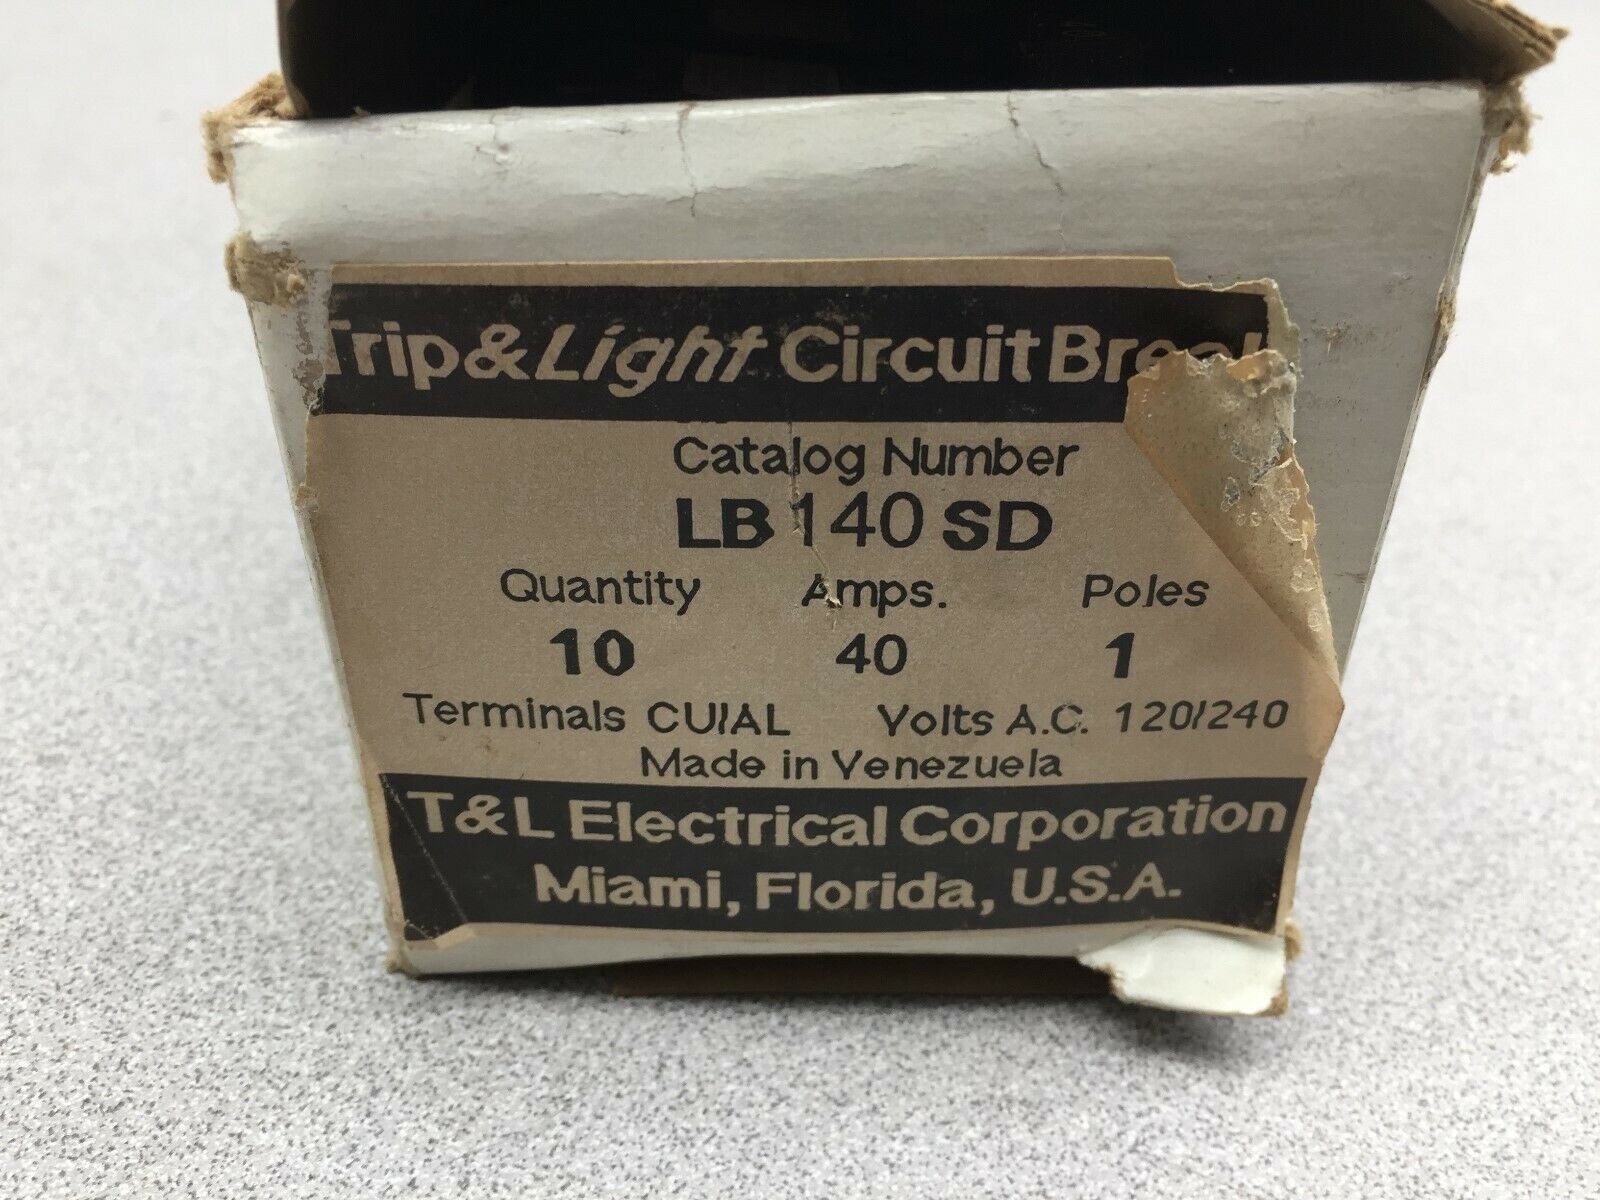 Trip & Light Circuit
Catalog Number
LB 140 SD
Quantity Amps. Poles
10 40 1
Terminals CU/AL Volts A.C. 120/240
Made in Venezuela
T&L Electrical Corporation
Miami, Florida, U.S.A.